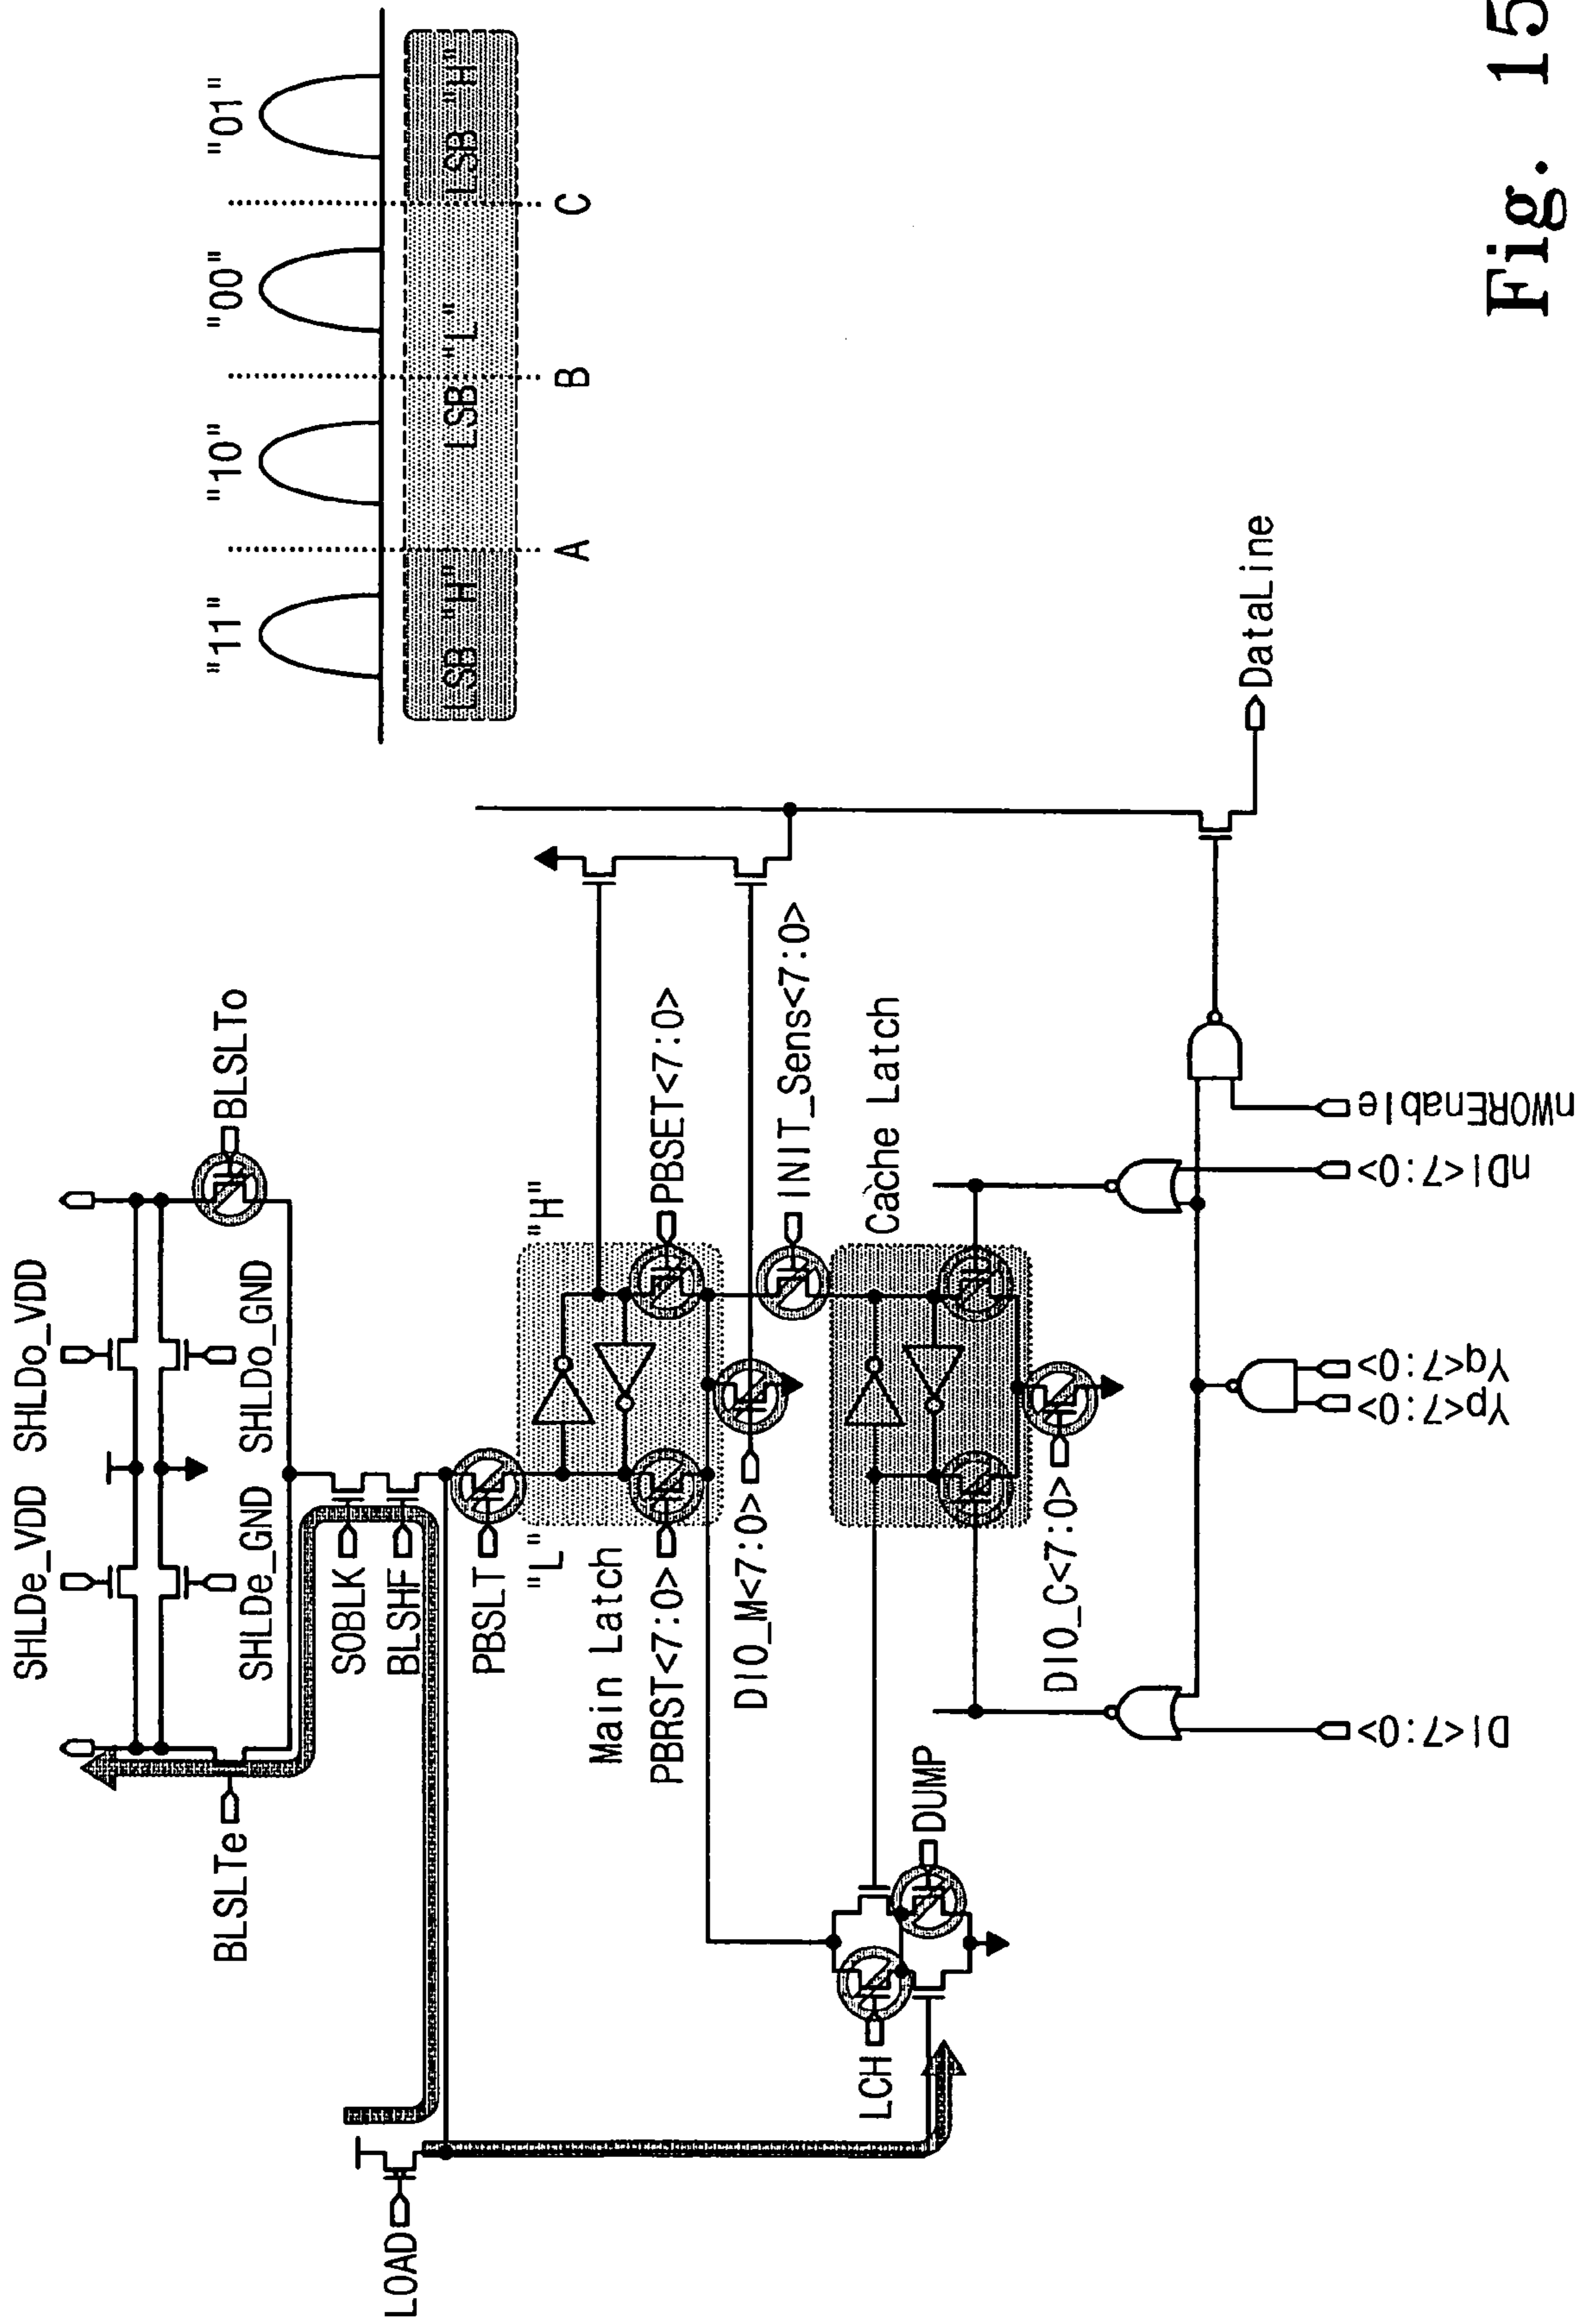 "11" "10" "00" "01"
LSB "H" LSB "L" LSB "H"
A B C
SHLDe_VDD SHLDo_VDD
SHLDe_GND SHLDo_GND
BLSLTe
BLSLTo
SOBLK
BLSHF
LOAD
PBSLT
"L" "H"
Main Latch
PBRST<7:0>
PBSET<7:0>
DIO_M<7:0>
INIT_Sens<7:0>
Cache Latch
LCH
DUMP
DIO_C<7:0>
DataLine
DI<7:0>
Yp<7:0>
Yq<7:0>
nDI<7:0>
nWOREnable
Fig. 15